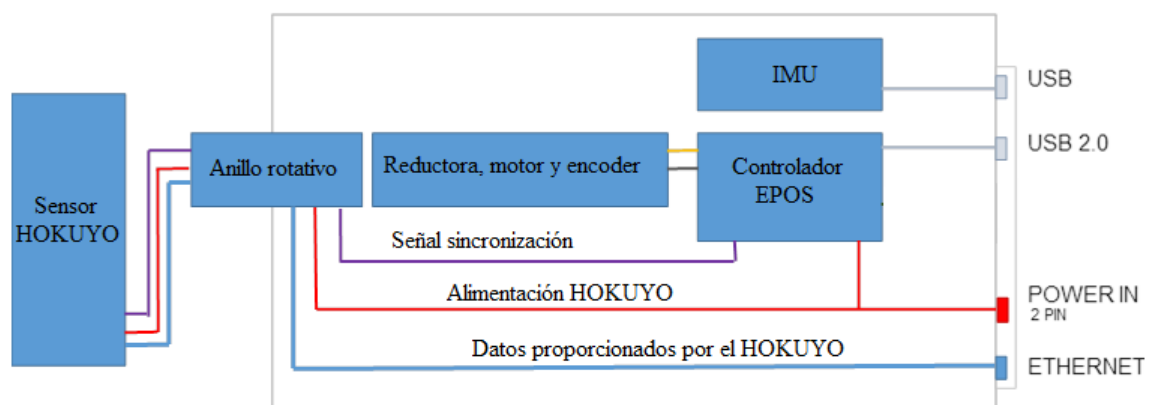 IMU
USB
USB 2.0
Anillo rotativo
Reductora, motor y encoder
Controlador
EPOS
Sensor
HOKUYO
Señal sincronización
Alimentación HOKUYO
POWER IN
2 PIN
Datos proporcionados por el HOKUYO
ETHERNET